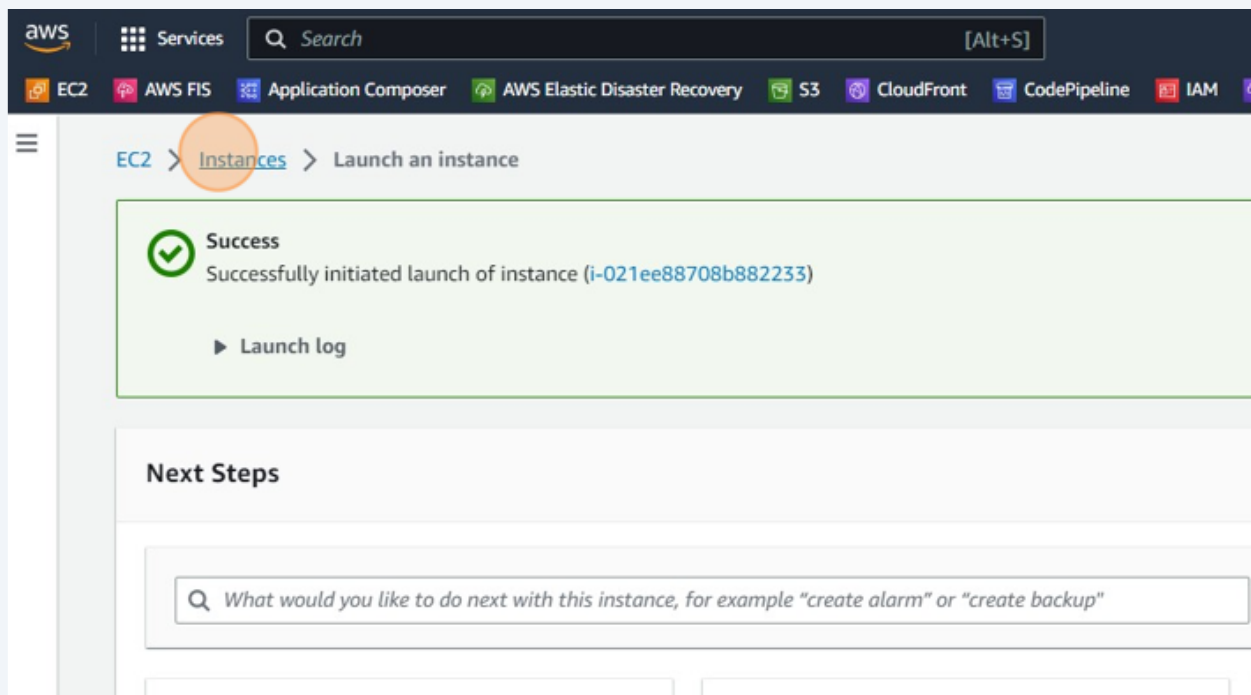 aws
Services
Search
[Alt+S]
EC2 AWS FIS Application Composer AWS Elastic Disaster Recovery S3 CloudFront CodePipeline IAM
EC2 > Instances > Launch an instance
Success
Successfully initiated launch of instance (i-021ee88708b882233)
Launch log
Next Steps
What would you like to do next with this instance, for example “create alarm” or “create backup"